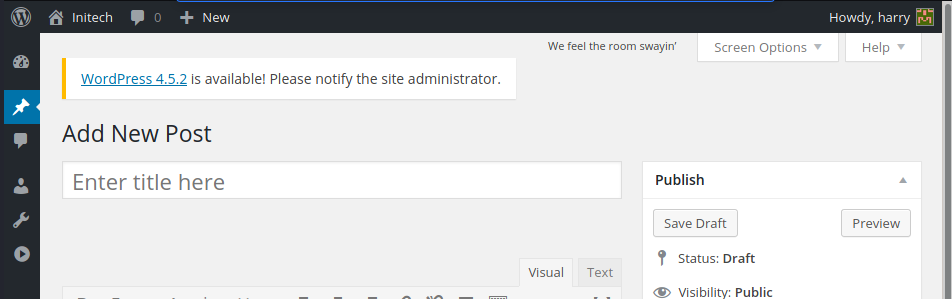 Initech 0 New Howdy, harry
We feel the room swayin’ Screen Options Help
WordPress 4.5.2 is available! Please notify the site administrator.
Add New Post
Enter title here
Publish
Save Draft Preview
Status: Draft
Visual Text
Visibility: Public